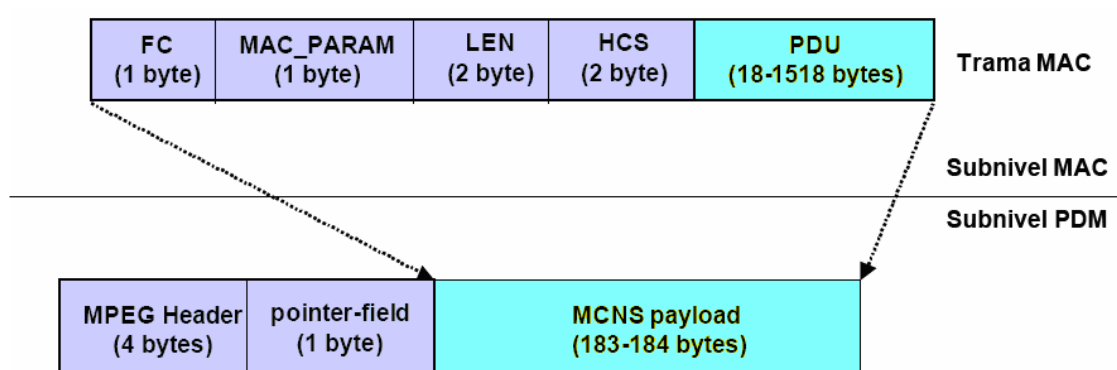 FC
(1 byte)
MAC_PARAM
(1 byte)
LEN
(2 byte)
HCS
(2 byte)
PDU
(18-1518 bytes)
Trama MAC
Subnivel MAC
Subnivel PDM
MPEG Header
(4 bytes)
pointer-field
(1 byte)
MCNS payload
(183-184 bytes)